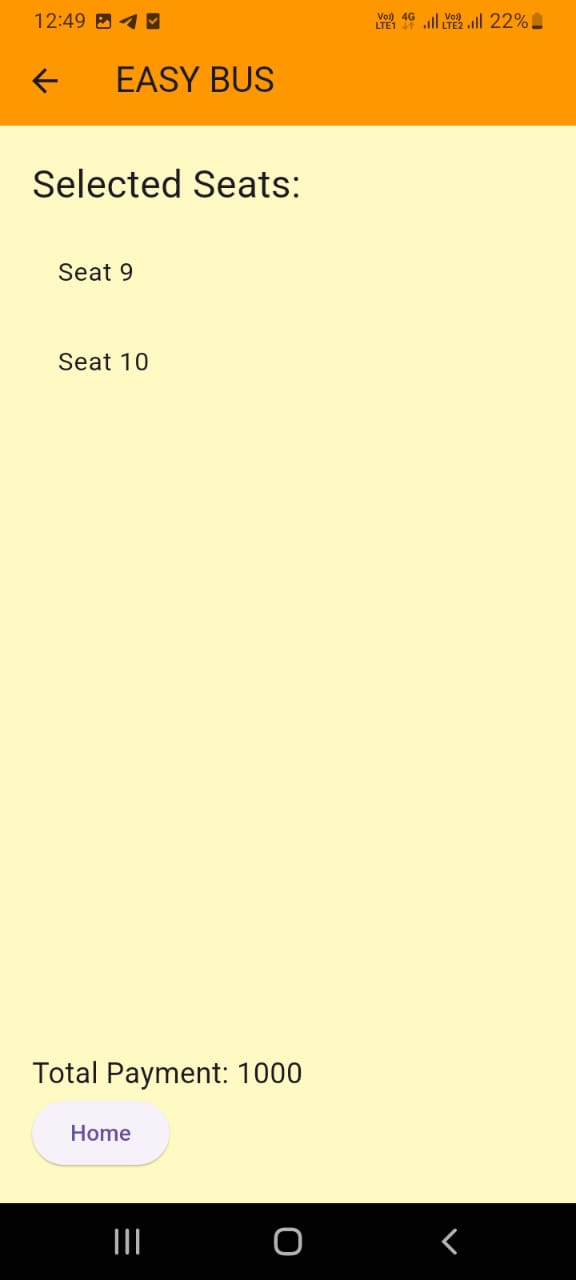 12:49 Vo)) LTE1 4G Vo)) LTE2 22%
EASY BUS
Selected Seats:
Seat 9
Seat 10
Total Payment: 1000
Home